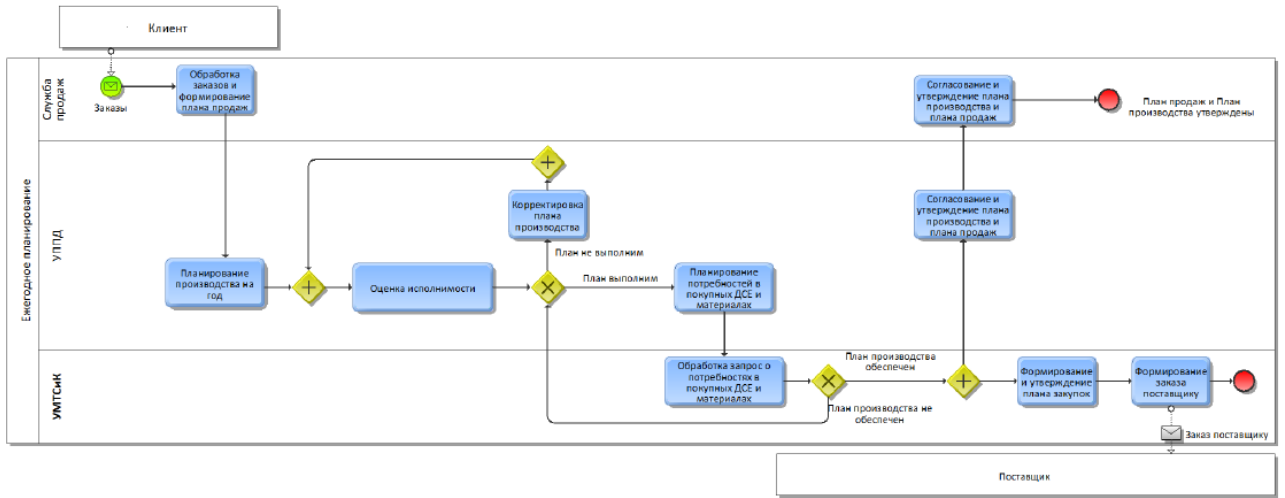 Клиент
Ежегодное планирование
Служба
продаж
Заказы
Обработка
заказов и
формирование
плана продаж
Согласование и
утверждение плана
производства и
плана продаж
План продаж и План
производства утверждены
УППД
Планирование
производства на
год
Оценка исполнимости
Корректировка
плана
производства
План не выполним
План выполним
Планирование
потребностей в
покупных ДСЕ и
материалах
Согласование и
утверждение плана
производства и
плана продаж
УМТСиК
Обработка запрос о
потребностях в
покупных ДСЕ и
материалах
План производства
обеспечен
План производства не
обеспечен
Формирование
и утверждение
плана закупок
Формирование
заказа
поставщику
Заказ поставщику
Поставщик